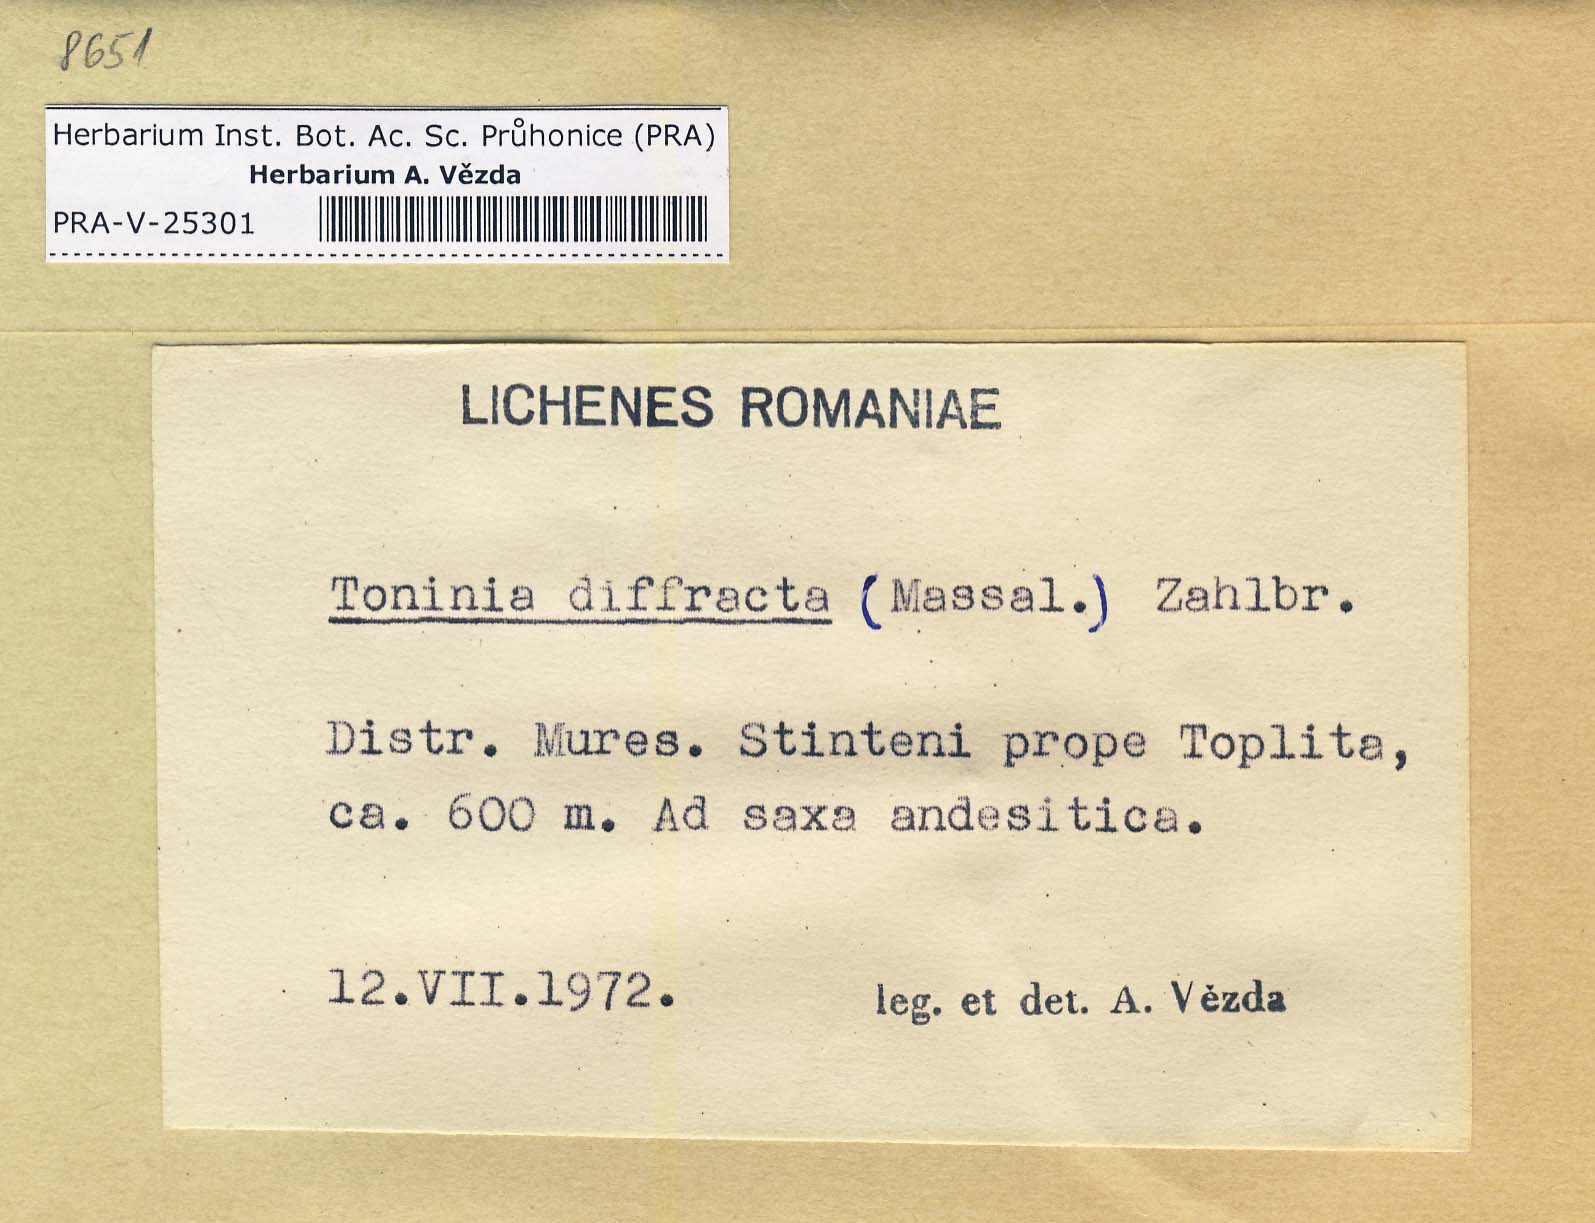 8651
Herbarium Inst. Bot. Ac. Sc. Průhonice (PRA)
Herbarium A. Vězda
PRA-V-25301
LICHENES ROMANIAE
Toninia diffracta (Massal.) Zahlbr.
Distr. Mures. Stinteni prope Toplita,
ca. 600 m. Ad saxa andesitica.
12.VII.1972.
leg. et det. A. Vězda